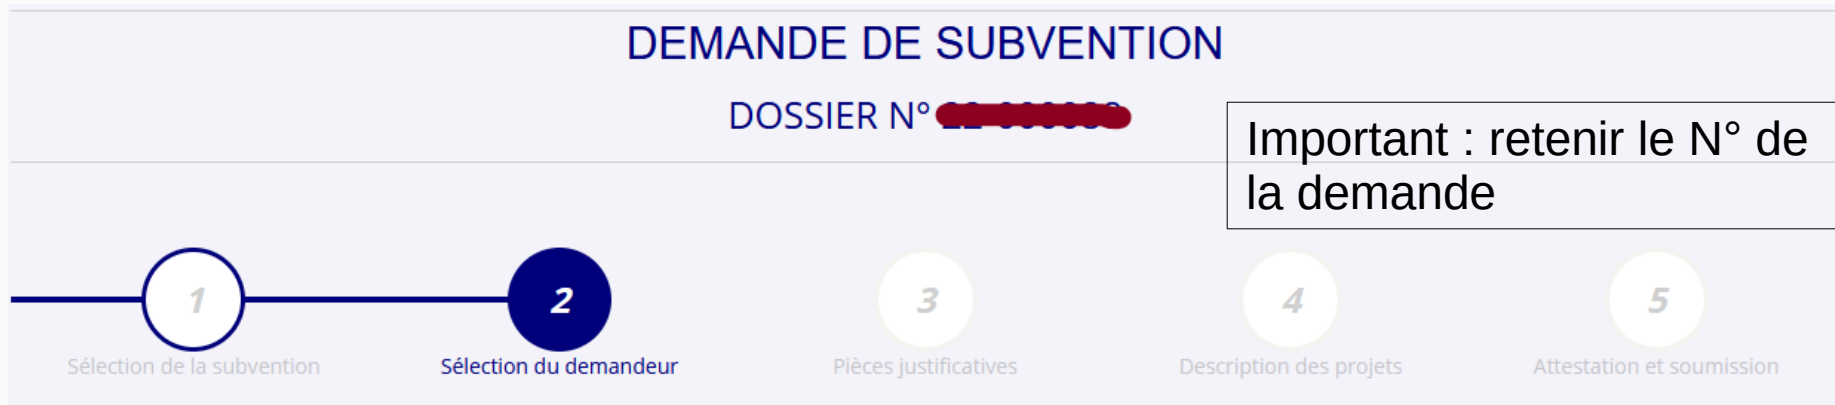 DEMANDE DE SUBVENTION
DOSSIER N°
Important : retenir le N° de
la demande
1
2
3
4
5
Sélection de la subvention
Sélection du demandeur
Pièces justificatives
Description des projets
Attestation et soumission